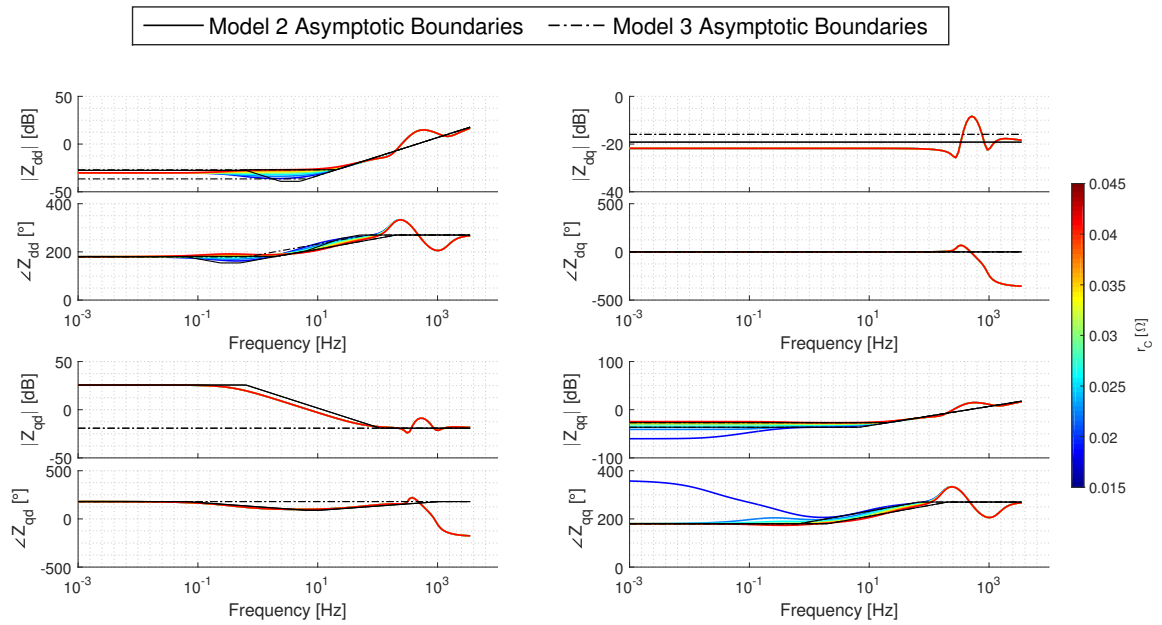 Model 2 Asymptotic Boundaries Model 3 Asymptotic Boundaries
|Z_dd| [dB]
50
0
-50
|Z_dq| [dB]
0
-20
-40
∠Z_dd [°]
400
200
0
10^-3 10^-1 10^1 10^3
Frequency [Hz]
∠Z_dq [°]
500
0
-500
10^-3 10^-1 10^1 10^3
Frequency [Hz]
|Z_qd| [dB]
50
0
-50
|Z_qq| [dB]
100
0
-100
∠Z_qd [°]
500
0
-500
10^-3 10^-1 10^1 10^3
Frequency [Hz]
∠Z_qq [°]
400
200
0
10^-3 10^-1 10^1 10^3
Frequency [Hz]
0.045
0.04
0.035
0.03
0.025
0.02
0.015
r_C [Ω]